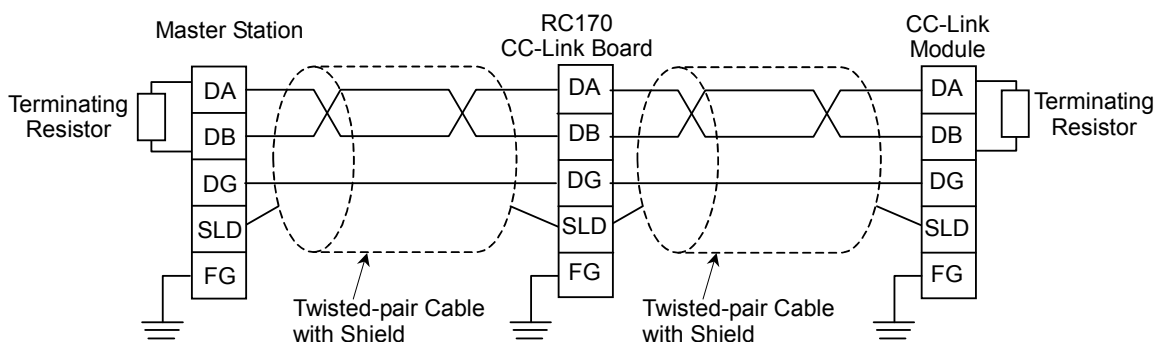 Master Station
RC170
CC-Link Board
CC-Link
Module
Terminating
Resistor
DA
DB
DG
SLD
FG
DA
DB
DG
SLD
FG
DA
DB
DG
SLD
FG
Terminating
Resistor
Twisted-pair Cable
with Shield
Twisted-pair Cable
with Shield